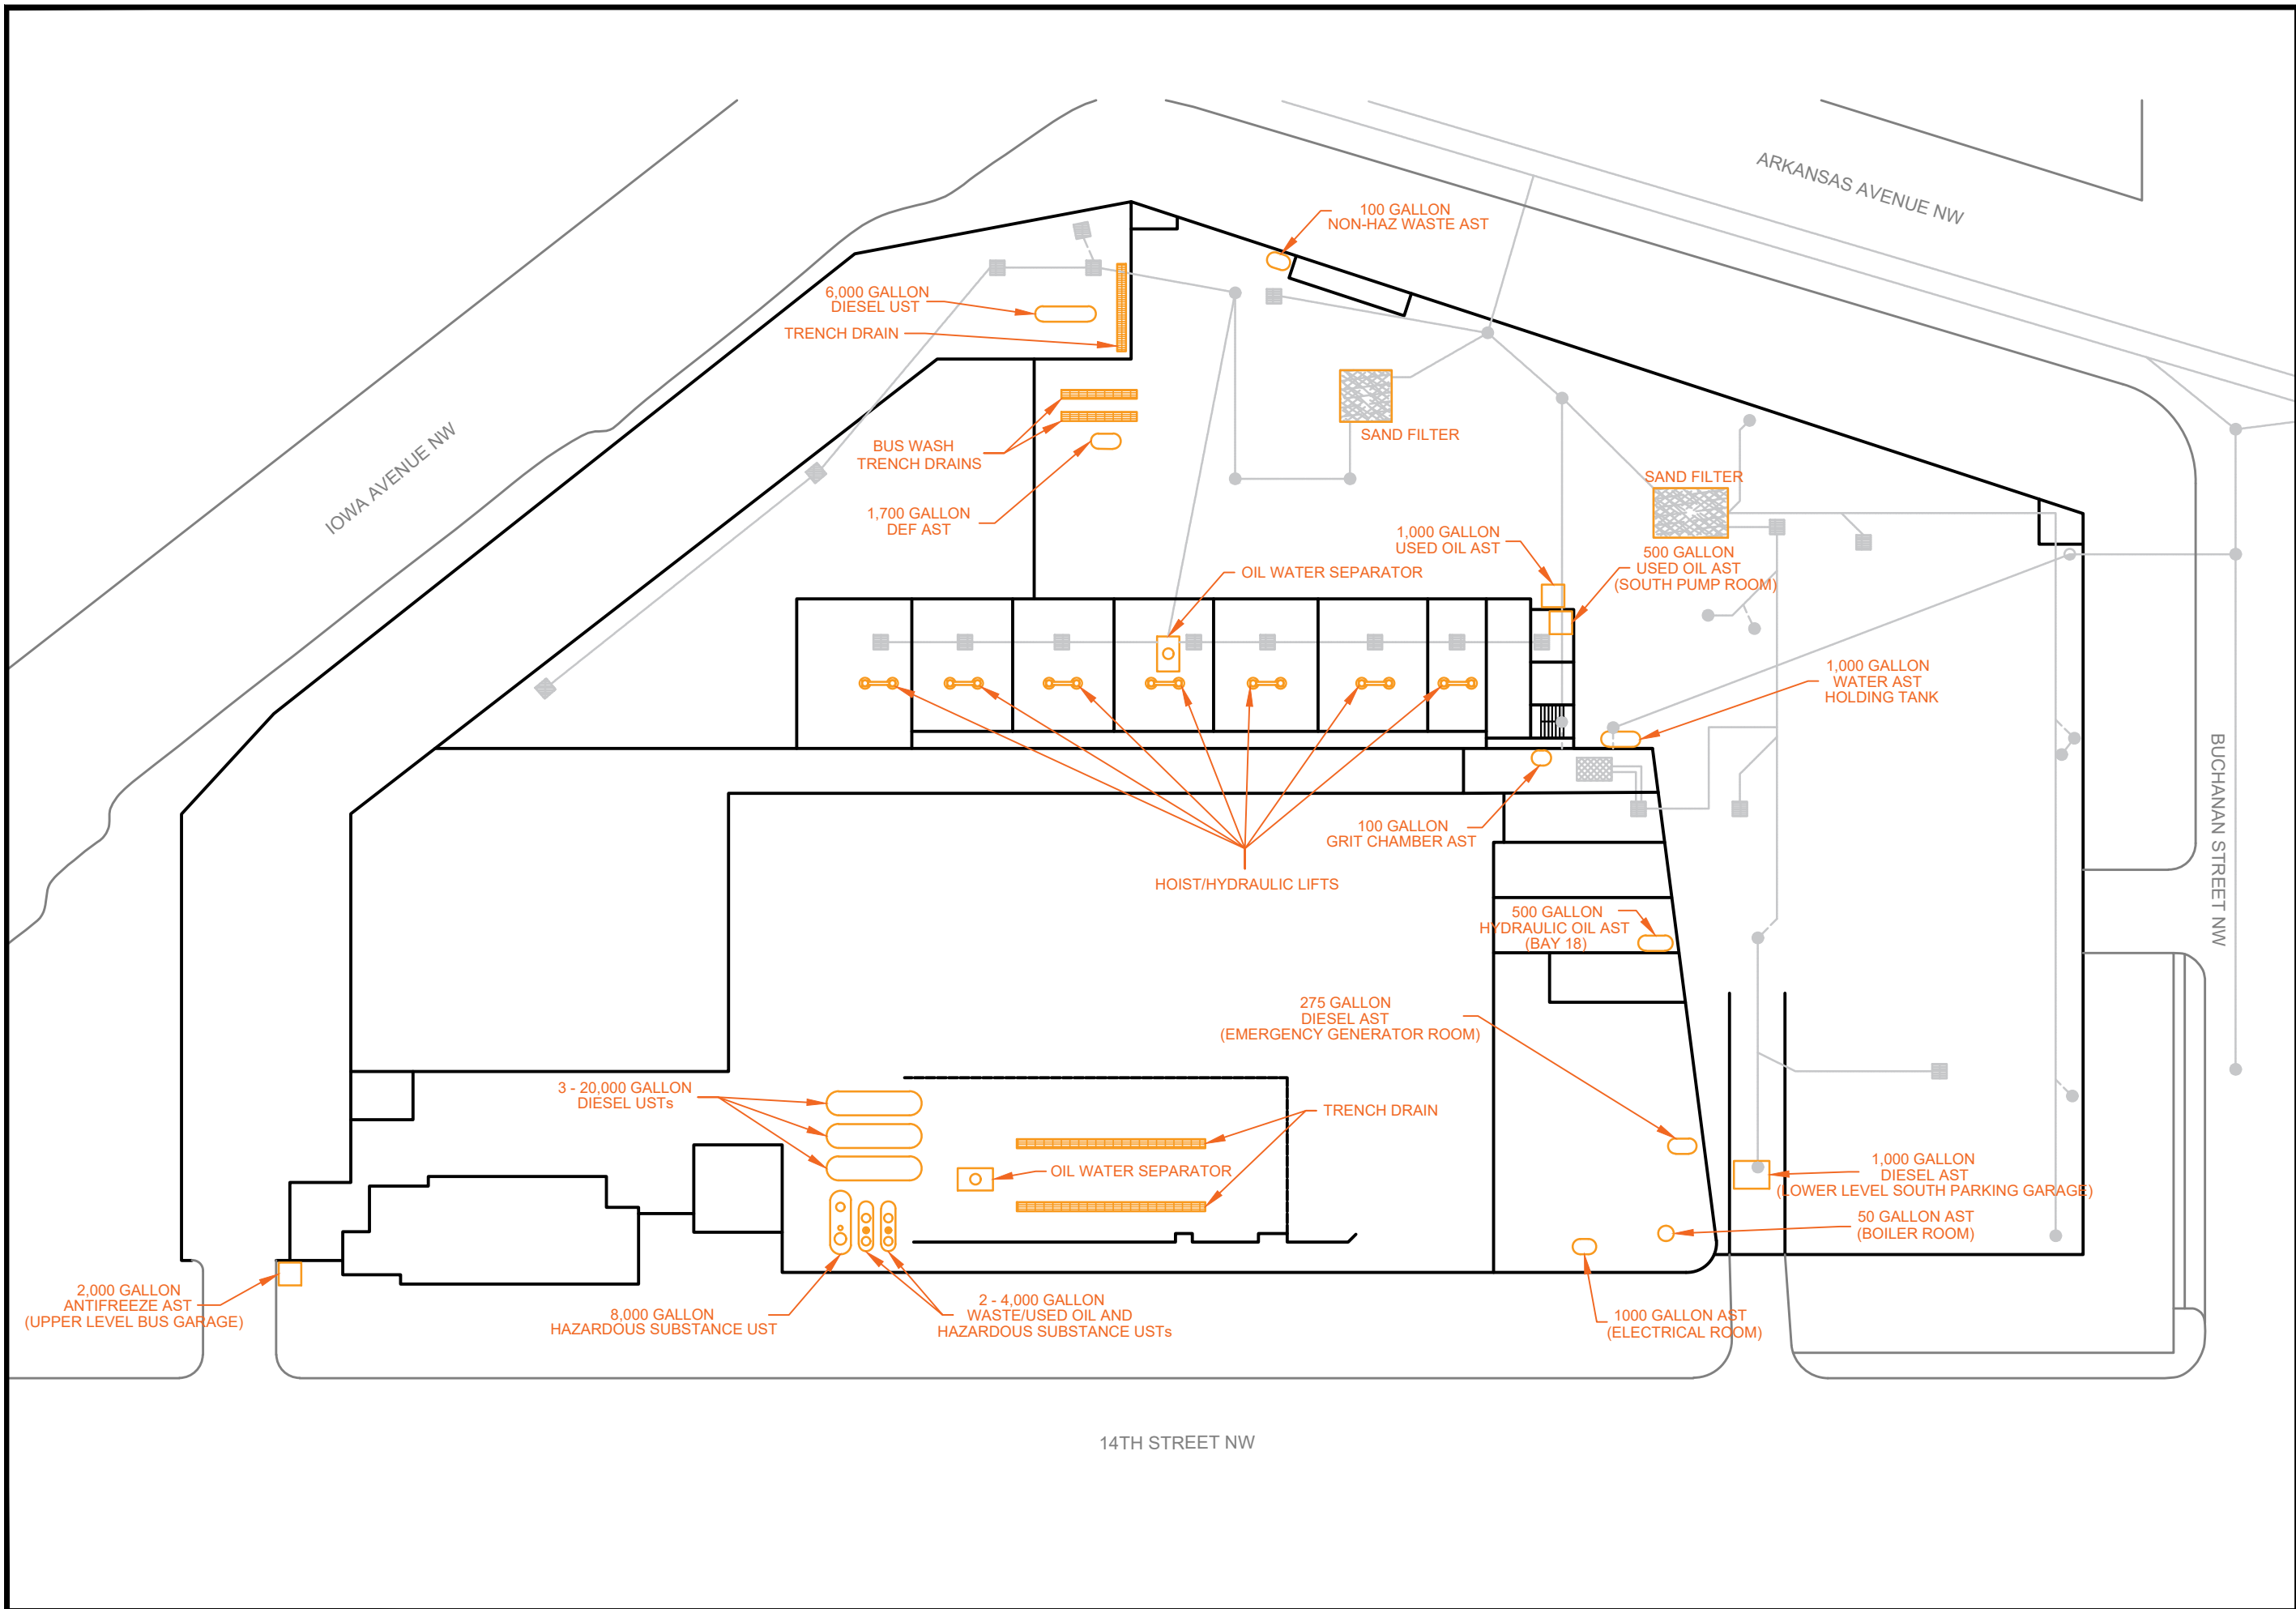 ARKANSAS AVENUE NW
100 GALLON
NON-HAZ WASTE AST
6,000 GALLON
DIESEL UST
TRENCH DRAIN
IOWA AVENUE NW
BUS WASH
TRENCH DRAINS
SAND FILTER
SAND FILTER
1,700 GALLON
DEF AST
1,000 GALLON
USED OIL AST
500 GALLON
USED OIL AST
(SOUTH PUMP ROOM)
OIL WATER SEPARATOR
1,000 GALLON
WATER AST
HOLDING TANK
BUCHANAN STREET NW
100 GALLON
GRIT CHAMBER AST
HOIST/HYDRAULIC LIFTS
500 GALLON
HYDRAULIC OIL AST
(BAY 18)
275 GALLON
DIESEL AST
(EMERGENCY GENERATOR ROOM)
3 - 20,000 GALLON
DIESEL USTs
TRENCH DRAIN
OIL WATER SEPARATOR
1,000 GALLON
DIESEL AST
(LOWER LEVEL SOUTH PARKING GARAGE)
50 GALLON AST
(BOILER ROOM)
2,000 GALLON
ANTIFREEZE AST
(UPPER LEVEL BUS GARAGE)
8,000 GALLON
HAZARDOUS SUBSTANCE UST
2 - 4,000 GALLON
WASTE/USED OIL AND
HAZARDOUS SUBSTANCE USTs
1000 GALLON AST
(ELECTRICAL ROOM)
14TH STREET NW